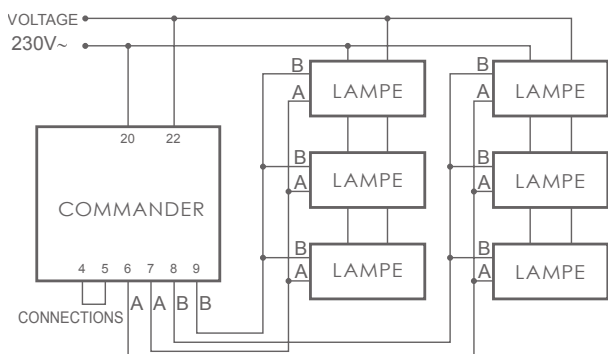 VOLTAGE
230V~
B
B
A
LAMPE
A
LAMPE
20
22
B
B
A
LAMPE
A
LAMPE
COMMANDER
B
B
A
LAMPE
A
LAMPE
4 5 6 7 8 9
A A B B
CONNECTIONS